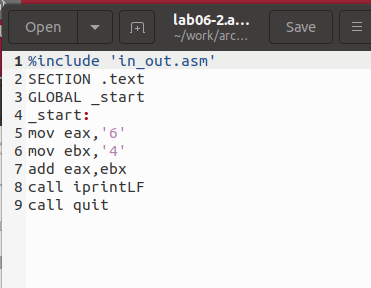 Open
lab06-2.a...
~/work/arc...
Save
1 %include 'in_out.asm'
2 SECTION .text
3 GLOBAL _start
4 _start:
5 mov eax,'6'
6 mov ebx,'4'
7 add eax,ebx
8 call iprintLF
9 call quit